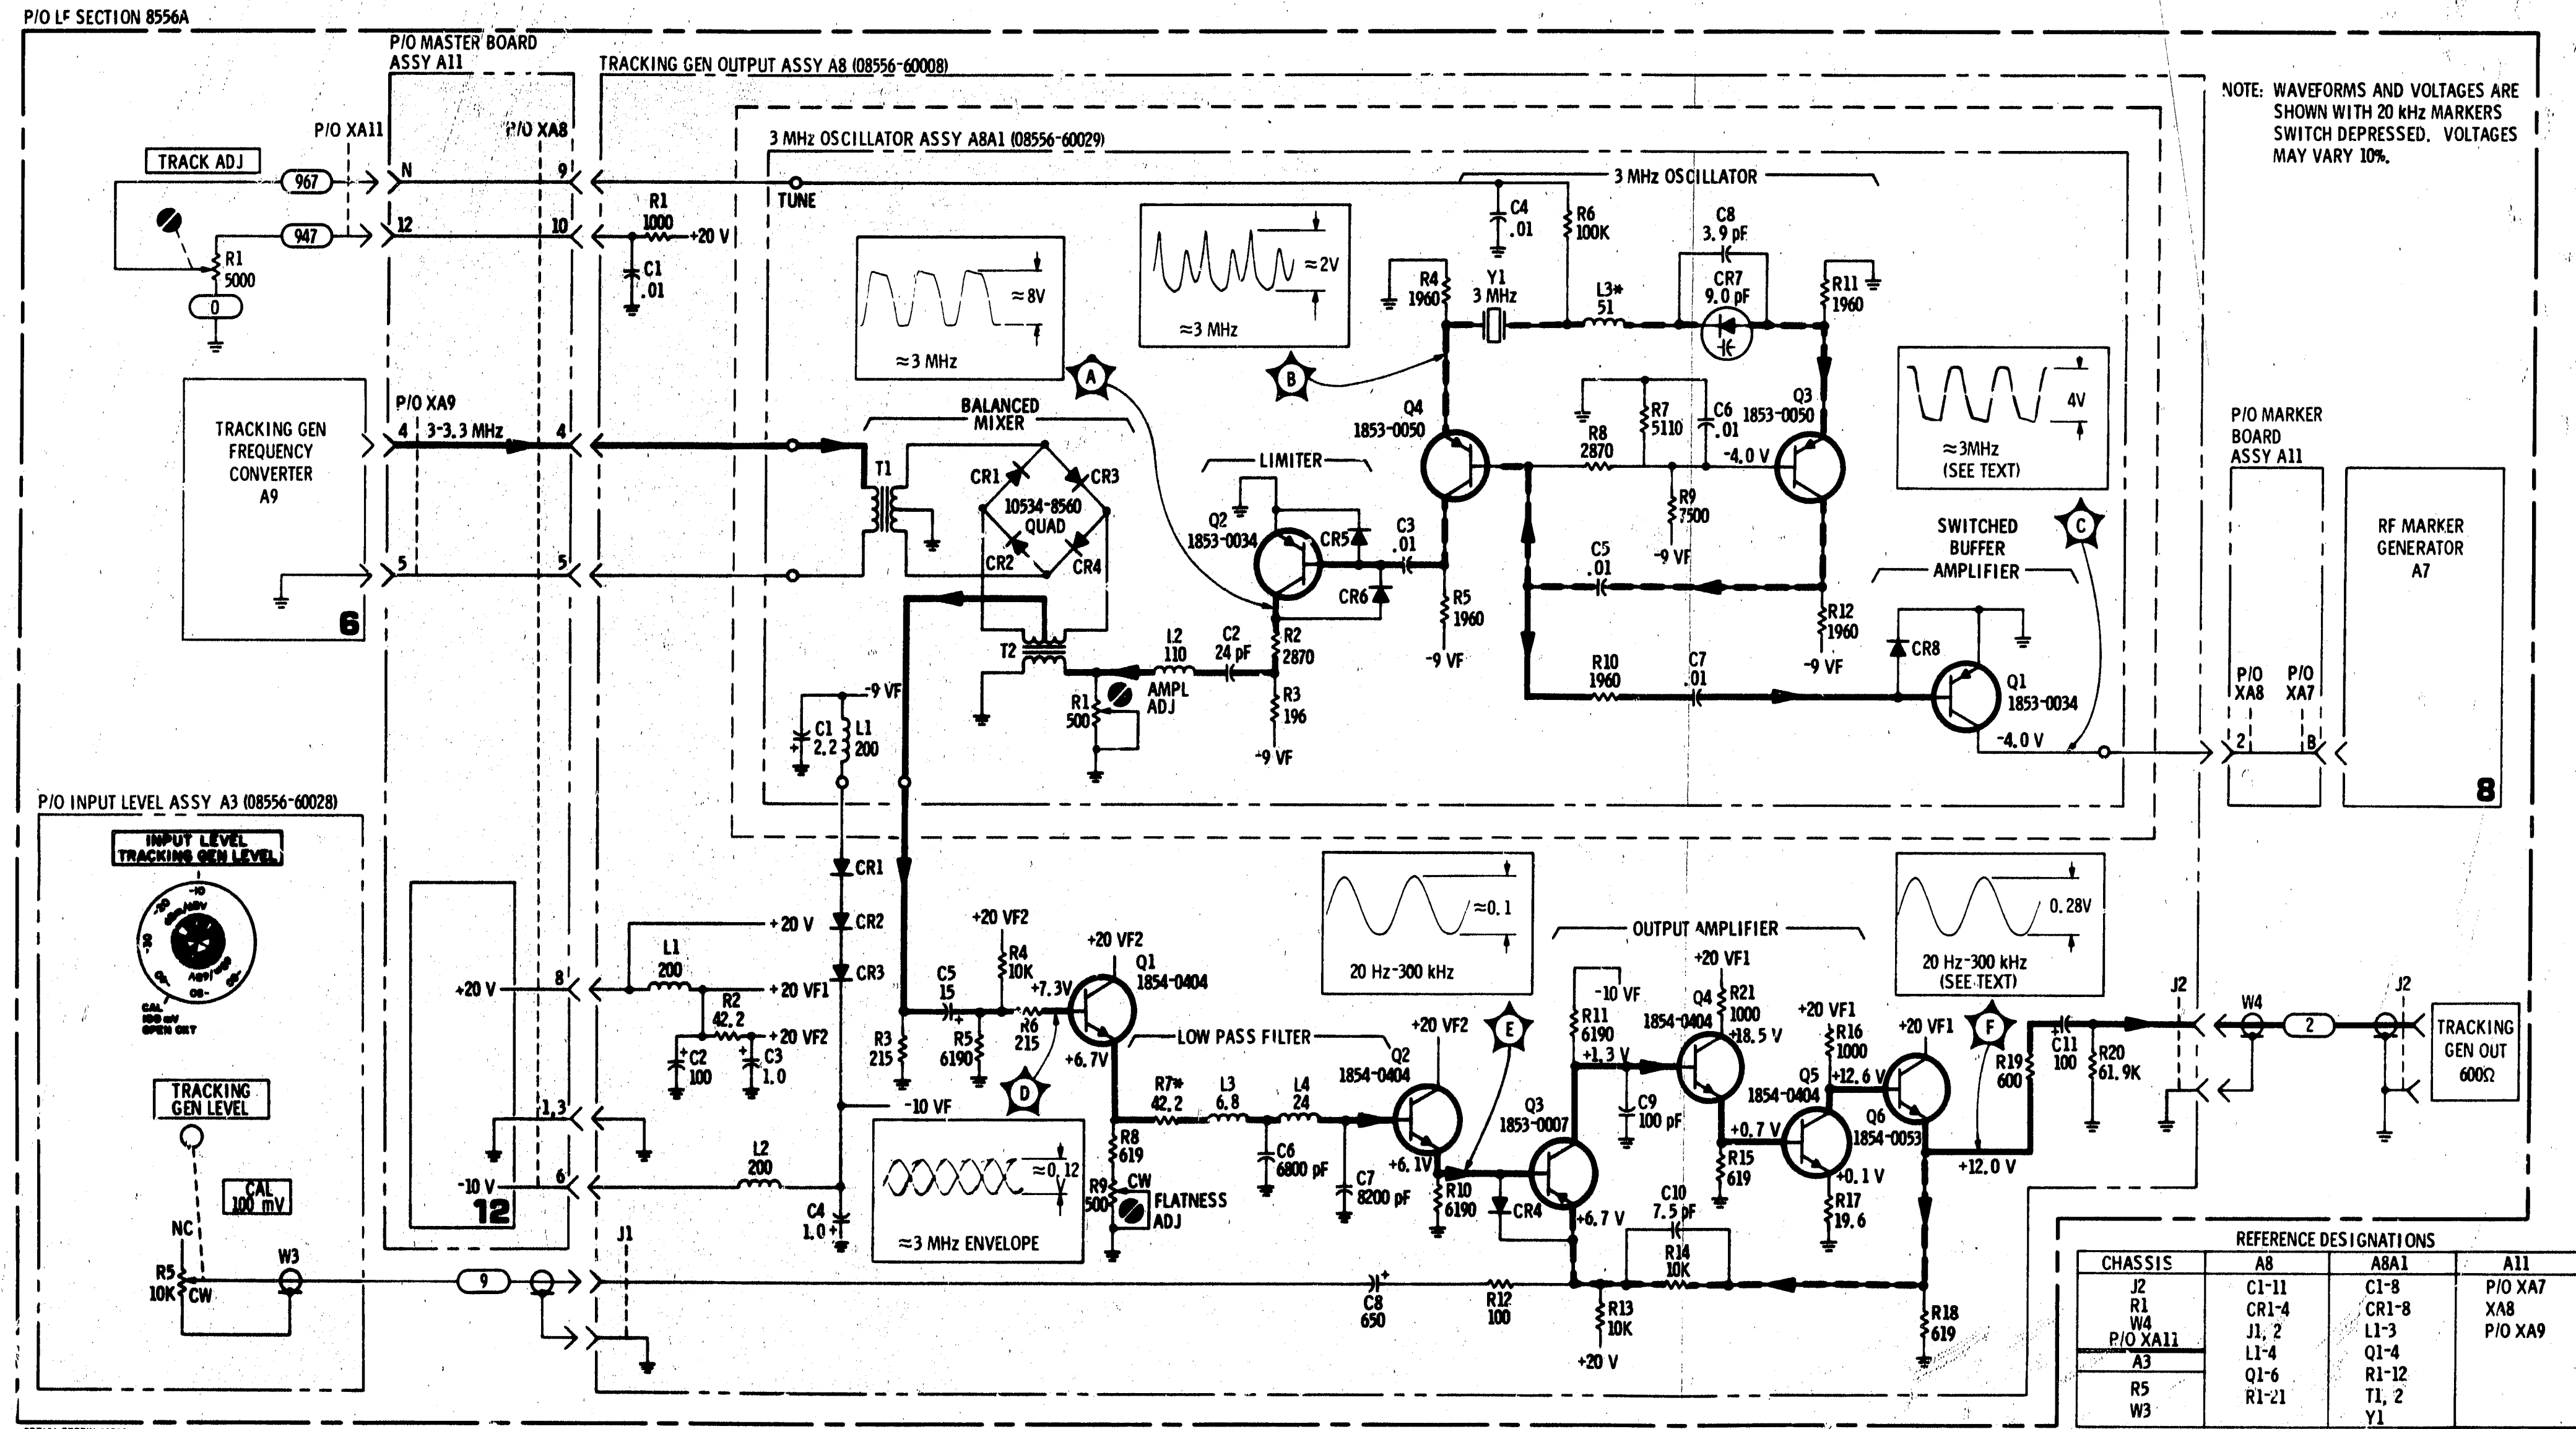 P/O LF SECTION 8556A
P/O MASTER BOARD
ASSY A11
TRACKING GEN OUTPUT ASSY A8 (08556-60008)
NOTE: WAVEFORMS AND VOLTAGES ARE
SHOWN WITH 20 kHz MARKERS
SWITCH DEPRESSED. VOLTAGES
MAY VARY 10%.
P/O XA11
P/O XA8
3 MHz OSCILLATOR ASSY A8A1 (08556-60029)
TRACK ADJ
967
N
9
TUNE
3 MHz OSCILLATOR
947
12
10
R1
1000
+20 V
C1
.01
R1
5000
0
≈8V
≈3 MHz
A
≈2V
≈3 MHz
B
C4
.01
R6
100K
C8
3.9 pF
R4
1960
Y1
3 MHz
L3*
51
CR7
9.0 pF
R11
1960
4V
≈3MHz
(SEE TEXT)
C
TRACKING GEN
FREQUENCY
CONVERTER
A9
6
P/O XA9
4
3-3.3 MHz
4
5
5
BALANCED
MIXER
T1
CR1
CR3
10534-8560
QUAD
CR2
CR4
LIMITER
Q2
1853-0034
CR5
CR6
C3
.01
Q4
1853-0050
R8
2870
R7
5110
C6
.01
-4.0 V
Q3
1853-0050
R9
7500
-9 VF
C5
.01
R5
1960
-9 VF
R12
1960
-9 VF
SWITCHED
BUFFER
AMPLIFIER
CR8
R10
1960
C7
.01
Q1
1853-0034
-4.0 V
P/O MARKER
BOARD
ASSY A11
P/O
XA8
P/O
XA7
2
B
RF MARKER
GENERATOR
A7
8
T2
L2
110
C2
24 pF
R2
2870
R1
500
AMPL
ADJ
R3
196
-9 VF
-9 VF
C1
2.2
L1
200
P/O INPUT LEVEL ASSY A3 (08556-60028)
INPUT LEVEL
TRACKING GEN LEVEL
-10
CAL
100 mV
OPEN CKT
TRACKING
GEN LEVEL
CAL
100 mV
NC
R5
10K
CW
W3
9
J1
+20 V
8
1,3
-10 V
6
12
L1
200
+20 V
+20 VF1
R2
42.2
+20 VF2
C2
100
C3
1.0
L2
200
C4
1.0
CR1
CR2
CR3
-10 VF
R3
215
C5
15
+20 VF2
R4
10K
R5
6190
R6
215
+7.3V
+20 VF2
Q1
1854-0404
+6.7V
D
≈0.12
≈3 MHz ENVELOPE
LOW PASS FILTER
R7*
42.2
L3
6.8
L4
24
C6
6800 pF
C7
8200 pF
R8
619
R9
500
CW
FLATNESS
ADJ
≈0.1
20 Hz-300 kHz
E
+20 VF2
Q2
1854-0404
+6.1V
R10
6190
CR4
Q3
1853-0007
+6.7 V
OUTPUT AMPLIFIER
-10 VF
R11
6190
+1.3 V
C9
100 pF
+20 VF1
R21
1000
Q4
1854-0404
+18.5 V
+0.7 V
R15
619
Q5
1854-0404
+20 VF1
R16
1000
+12.6 V
+0.1 V
R17
19.6
+20 VF1
Q6
1854-0053
+12.0 V
0.28V
20 Hz-300 kHz
(SEE TEXT)
F
R19
600
C11
100
R20
61.9K
J2
W4
2
J2
TRACKING
GEN OUT
600Ω
C8
650
R12
100
C10
7.5 pF
R14
10K
R13
10K
+20 V
R18
619
REFERENCE DESIGNATIONS
CHASSIS A8 A8A1 A11
J2 C1-11 C1-8 P/O XA7
R1 CR1-4 CR1-8 XA8
W4 J1, 2 L1-3 P/O XA9
P/O XA11 L1-4 Q1-4
A3 Q1-6 R1-12
R5 R1-21 T1, 2
W3 Y1